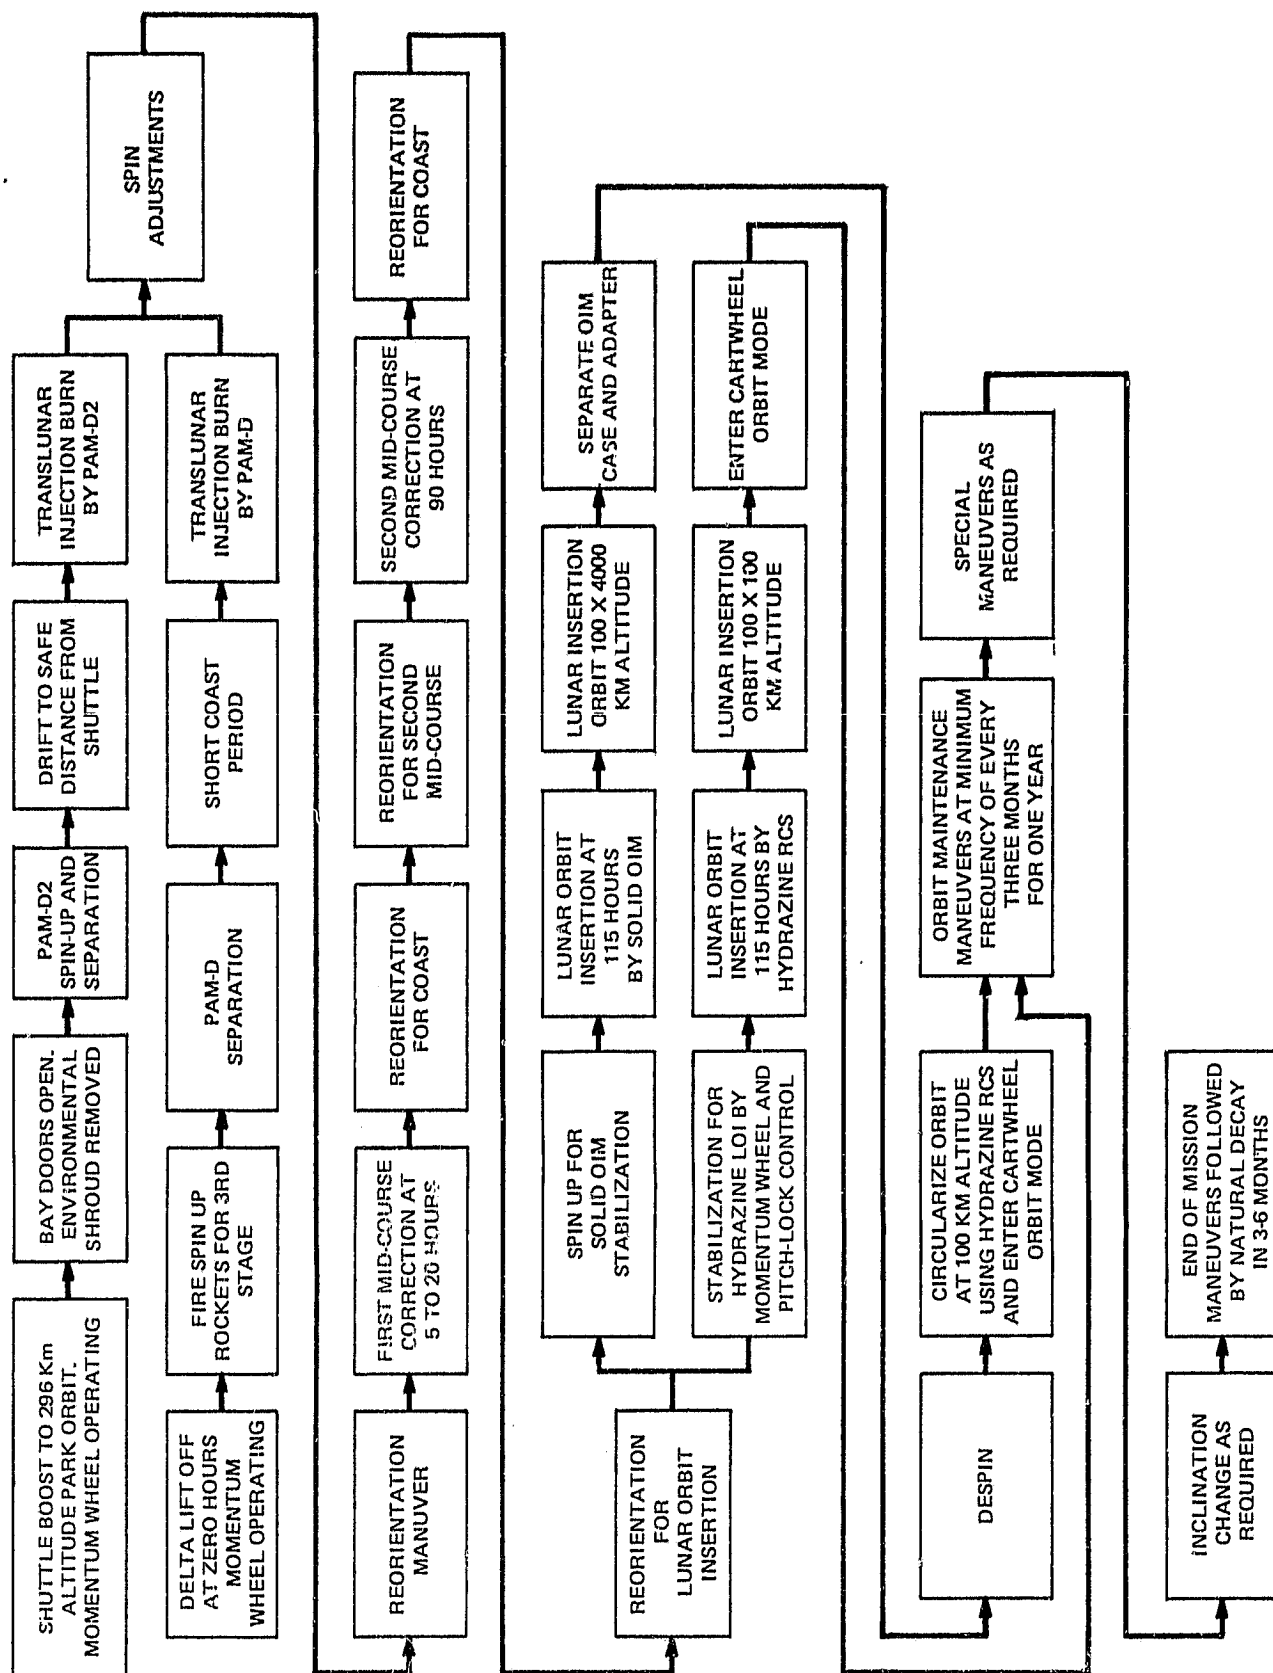 SHUTTLE BOOST TO 296 Km
ALTITUDE PARK ORBIT.
MOMENTUM WHEEL OPERATING
BAY DOORS OPEN.
ENVIRONMENTAL
SHROUD REMOVED
PAM-D2
SPIN-UP AND
SEPARATION
DRIFT TO SAFE
DISTANCE FROM
SHUTTLE
TRANSLUNAR
INJECTION BURN
BY PAM-D2
SPIN
ADJUSTMENTS
DELTA LIFT OFF
AT ZERO HOURS
MOMENTUM
WHEEL OPERATING
FIRE SPIN UP
ROCKETS FOR 3RD
STAGE
PAM-D
SEPARATION
SHORT COAST
PERIOD
TRANSLUNAR
INJECTION BURN
BY PAM-D
REORIENTATION
MANUVER
FIRST MID-COURSE
CORRECTION AT
5 TO 20 HOURS
REORIENTATION
FOR COAST
REORIENTATION
FOR SECOND
MID-COURSE
SECOND MID-COURSE
CORRECTION AT
90 HOURS
REORIENTATION
FOR COAST
REORIENTATION
FOR
LUNAR ORBIT
INSERTION
SPIN UP FOR
SOLID OIM
STABILIZATION
LUNAR ORBIT
INSERTION AT
115 HOURS
BY SOLID OIM
LUNAR INSERTION
ORBIT 100 X 4000
KM ALTITUDE
SEPARATE OIM
CASE AND ADAPTER
STABILIZATION FOR
HYDRAZINE LOI BY
MOMENTUM WHEEL AND
PITCH-LOCK CONTROL
LUNAR ORBIT
INSERTION AT
115 HOURS BY
HYDRAZINE RCS
LUNAR INSERTION
ORBIT 100 X 100
KM ALTITUDE
ENTER CARTWHEEL
ORBIT MODE
DESPIN
CIRCULARIZE ORBIT
AT 100 KM ALTITUDE
USING HYDRAZINE RCS
AND ENTER CARTWHEEL
ORBIT MODE
ORBIT MAINTENANCE
MANEUVERS AT MINIMUM
FREQUENCY OF EVERY
THREE MONTHS
FOR ONE YEAR
SPECIAL
MANEUVERS AS
REQUIRED
INCLINATION
CHANGE AS
REQUIRED
END OF MISSION
MANEUVERS FOLLOWED
BY NATURAL DECAY
IN 3-6 MONTHS